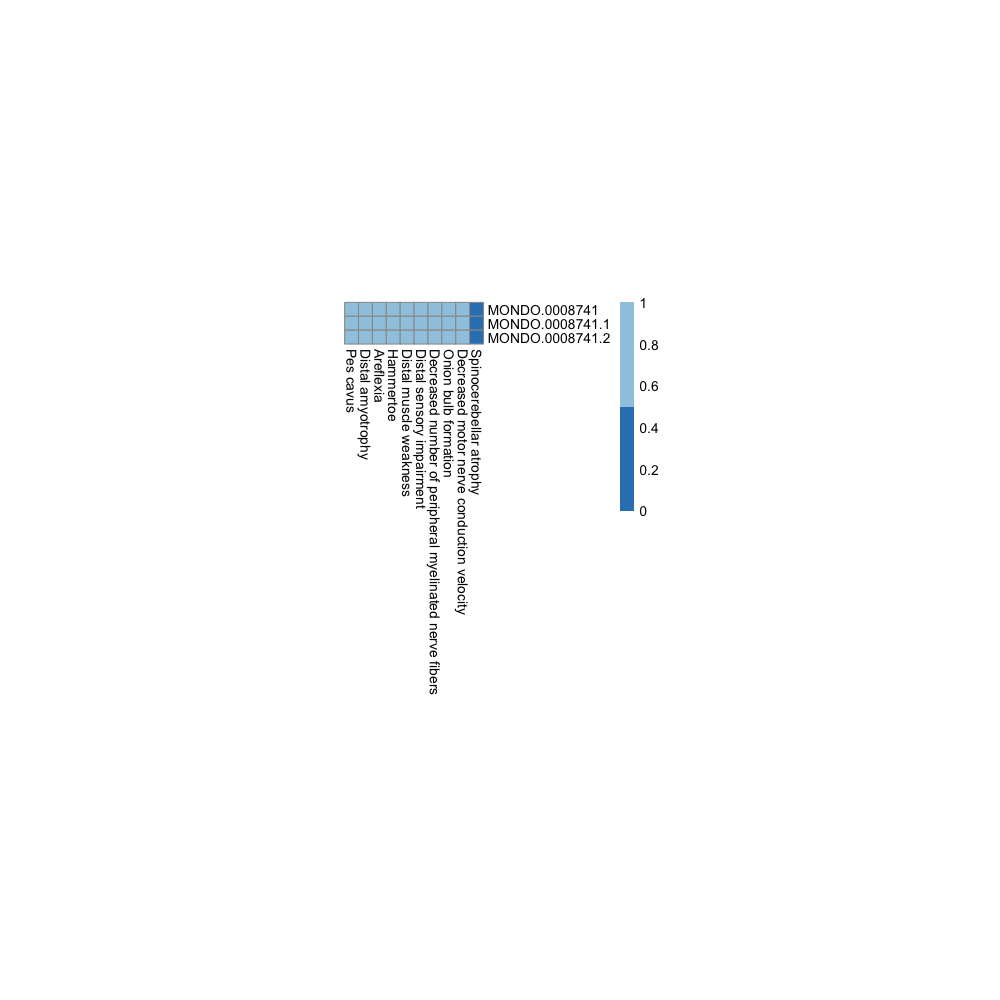 MONDO.0008741
MONDO.0008741.1
MONDO.0008741.2
Pes cavus
Distal amyotrophy
Areflexia
Hammertoe
Distal muscle weakness
Distal sensory impairment
Decreased number of peripheral myelinated nerve fibers
Onion bulb formation
Decreased motor nerve conduction velocity
Spinocerebellar atrophy
1
0.8
0.6
0.4
0.2
0